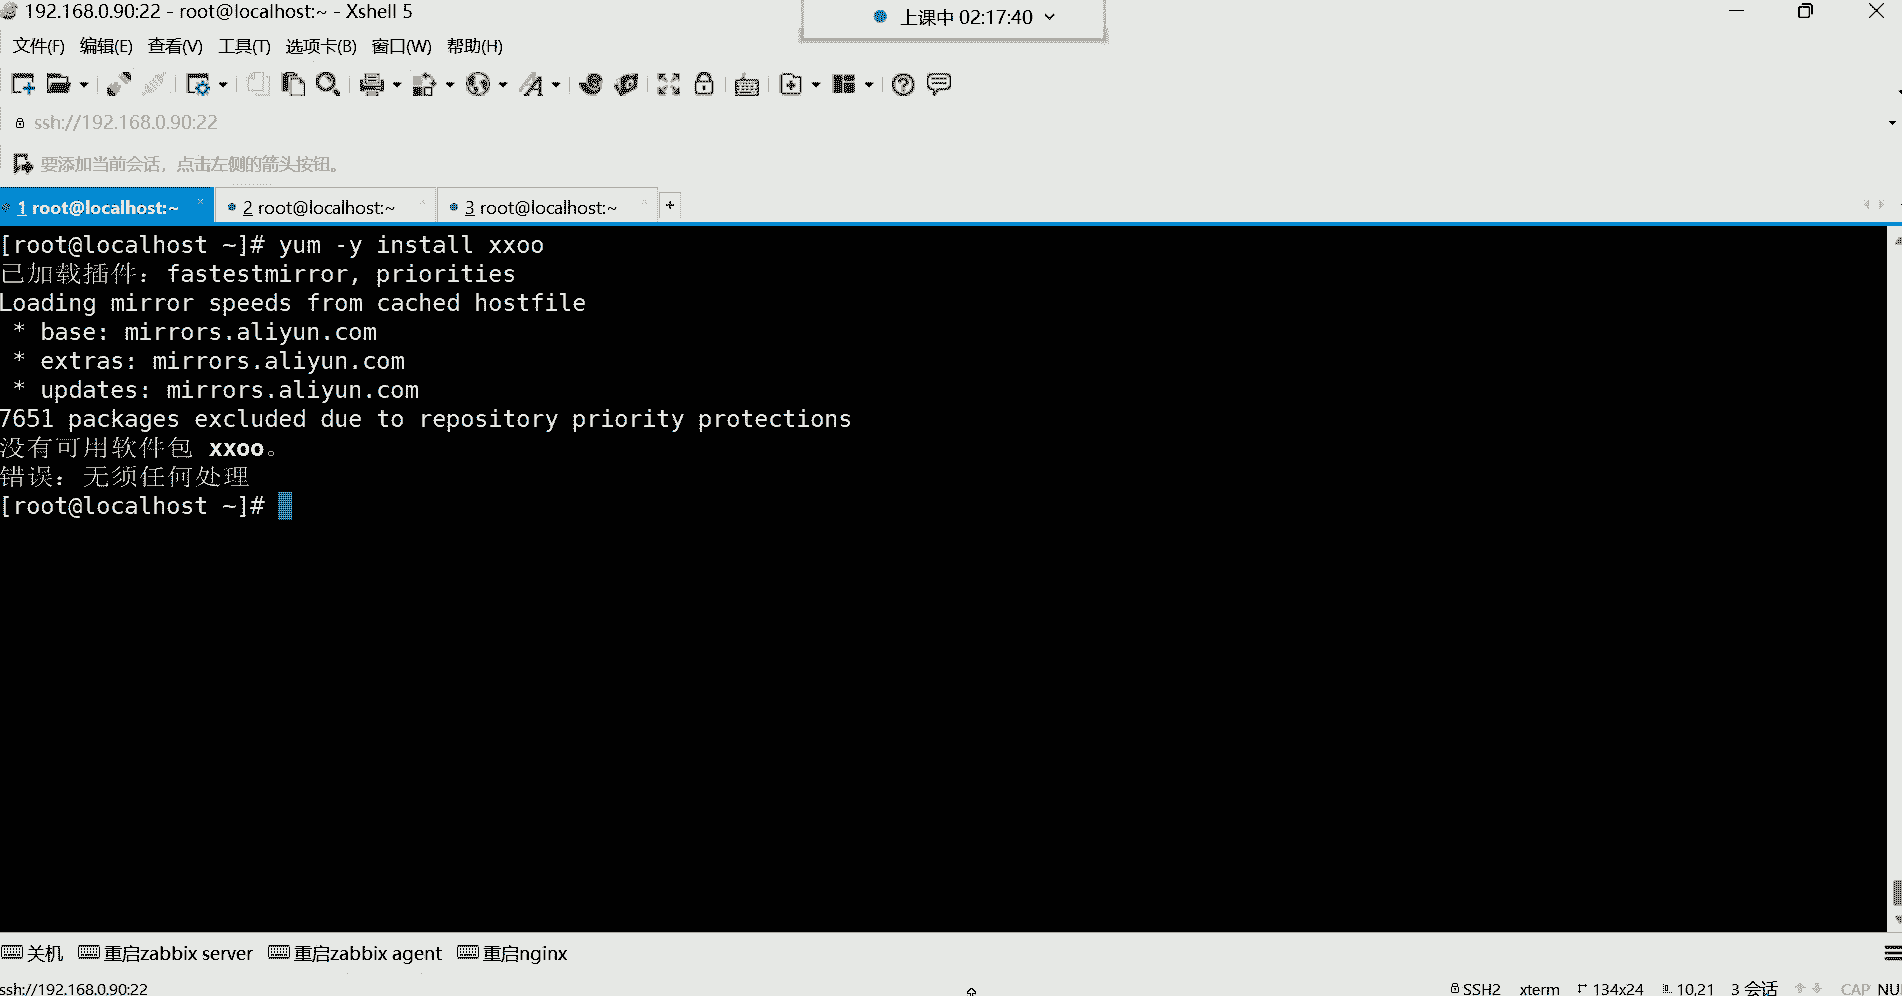 192.168.0.90:22 - root@localhost:~ - Xshell 5
上课中 02:17:40
文件(F) 编辑(E) 查看(V) 工具(T) 选项卡(B) 窗口(W) 帮助(H)
ssh://192.168.0.90:22
要添加当前会话，点击左侧的箭头按钮。
1 root@localhost:~ 2 root@localhost:~ 3 root@localhost:~ +
[root@localhost ~]# yum -y install xxoo
已加载插件：fastestmirror, priorities
Loading mirror speeds from cached hostfile
* base: mirrors.aliyun.com
* extras: mirrors.aliyun.com
* updates: mirrors.aliyun.com
7651 packages excluded due to repository priority protections
没有可用软件包 xxoo。
错误：无须任何处理
[root@localhost ~]#
关机 重启zabbix server 重启zabbix agent 重启nginx
ssh://192.168.0.90:22 SSH2 xterm 134x24 10,21 3 会话 CAP NU